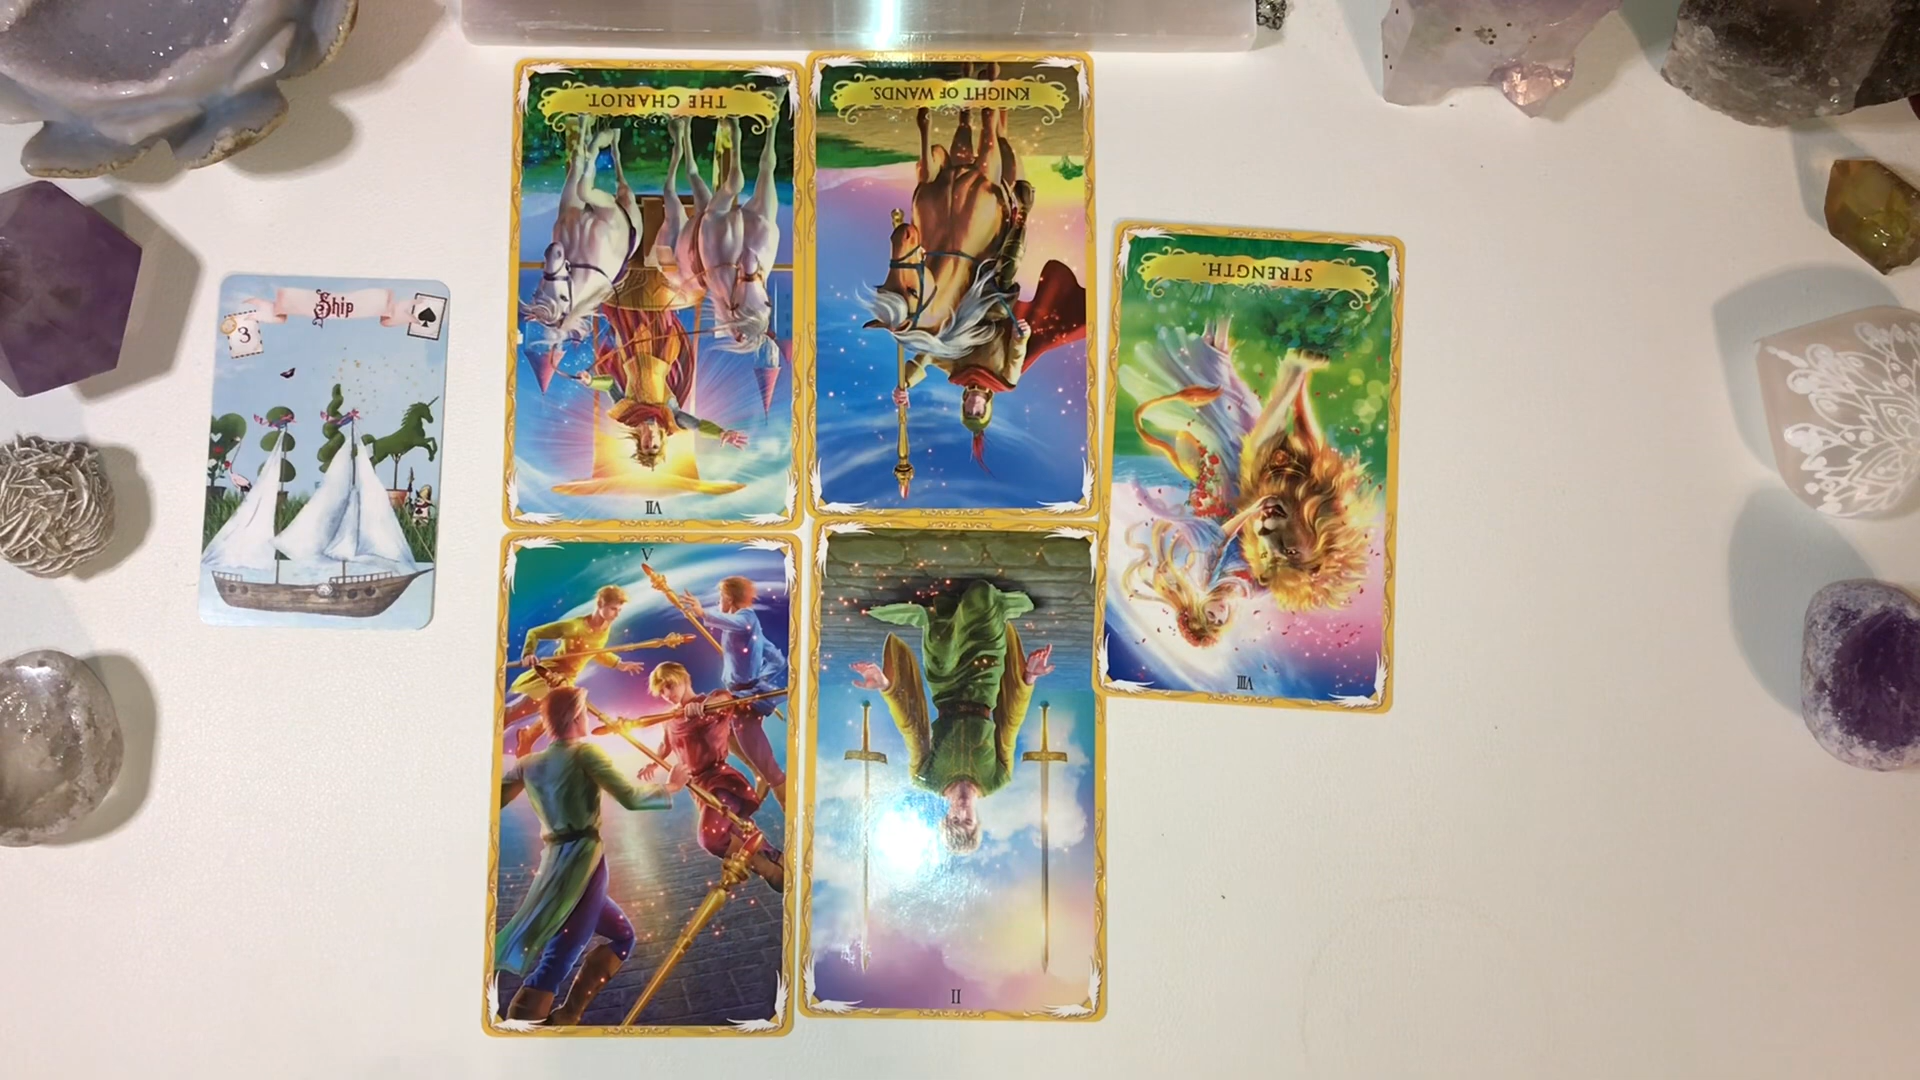 THE CHARIOT.
KNIGHT OF WANDS.
STRENGTH.
Ship
3
VII
V
VIII
II